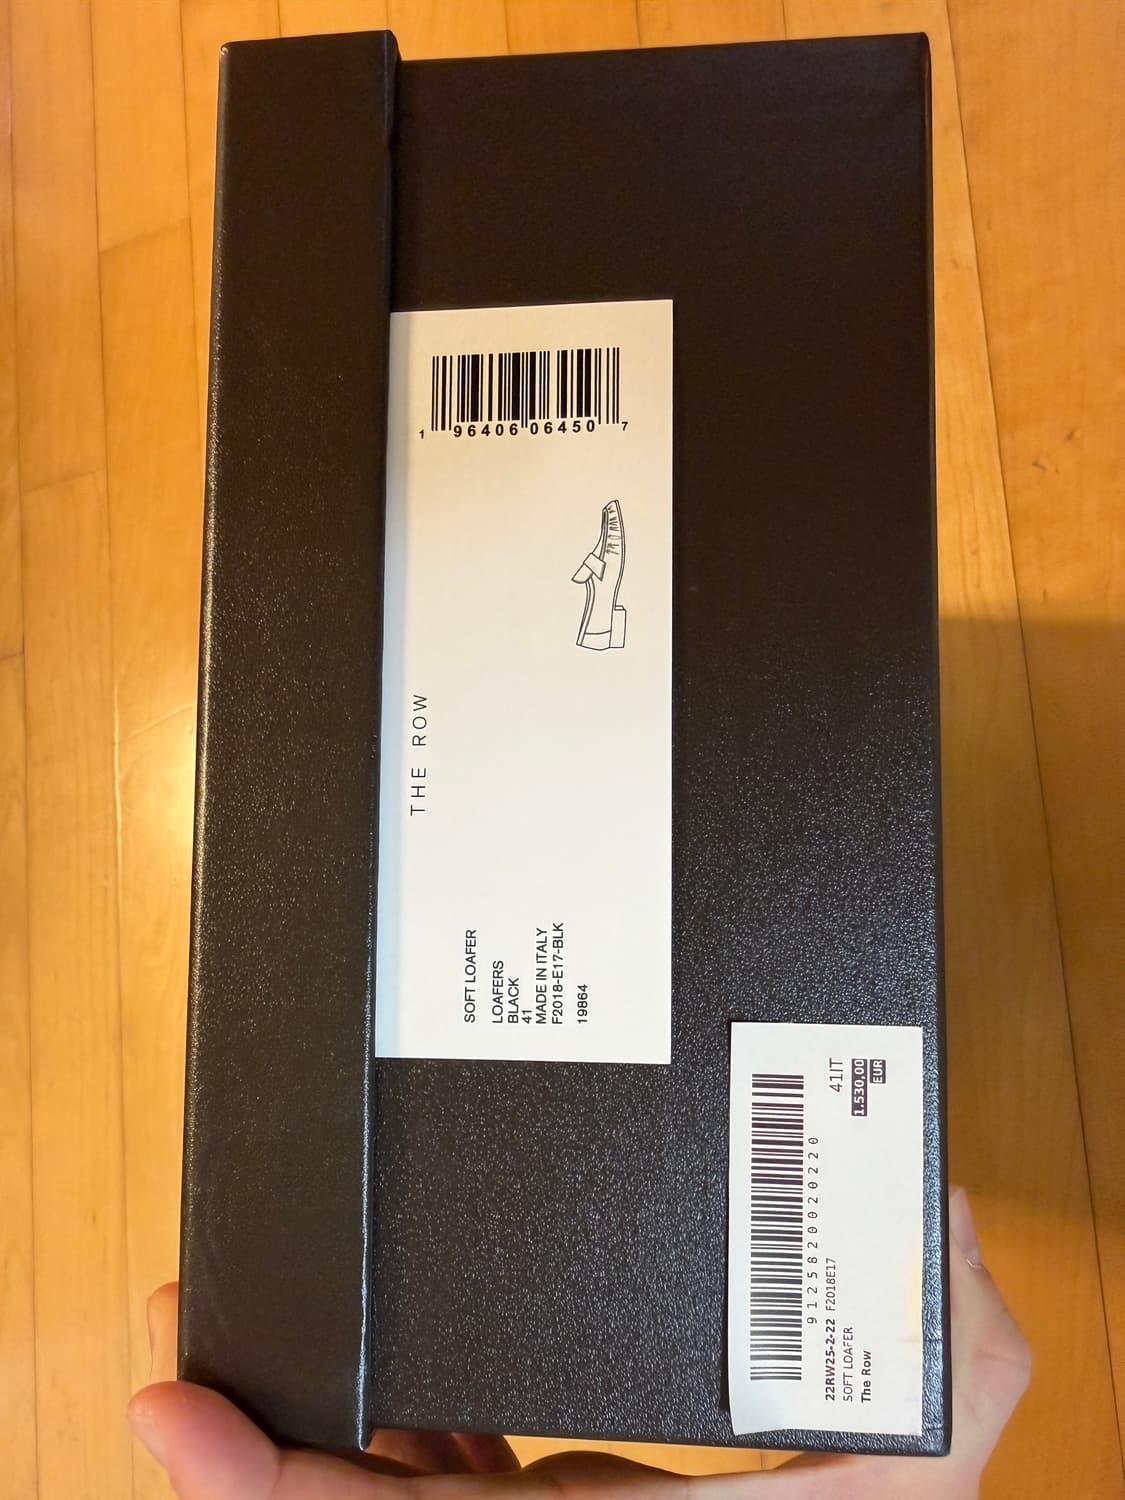 THE ROW
SOFT LOAFER
LOAFERS
BLACK
41
MADE IN ITALY
F2018-E17-BLK
19864
1 96406 06450 7
9125820020220
22RW25-2-22 F2018E17
41IT
SOFT LOAFER
1.530,00
The Row
EUR